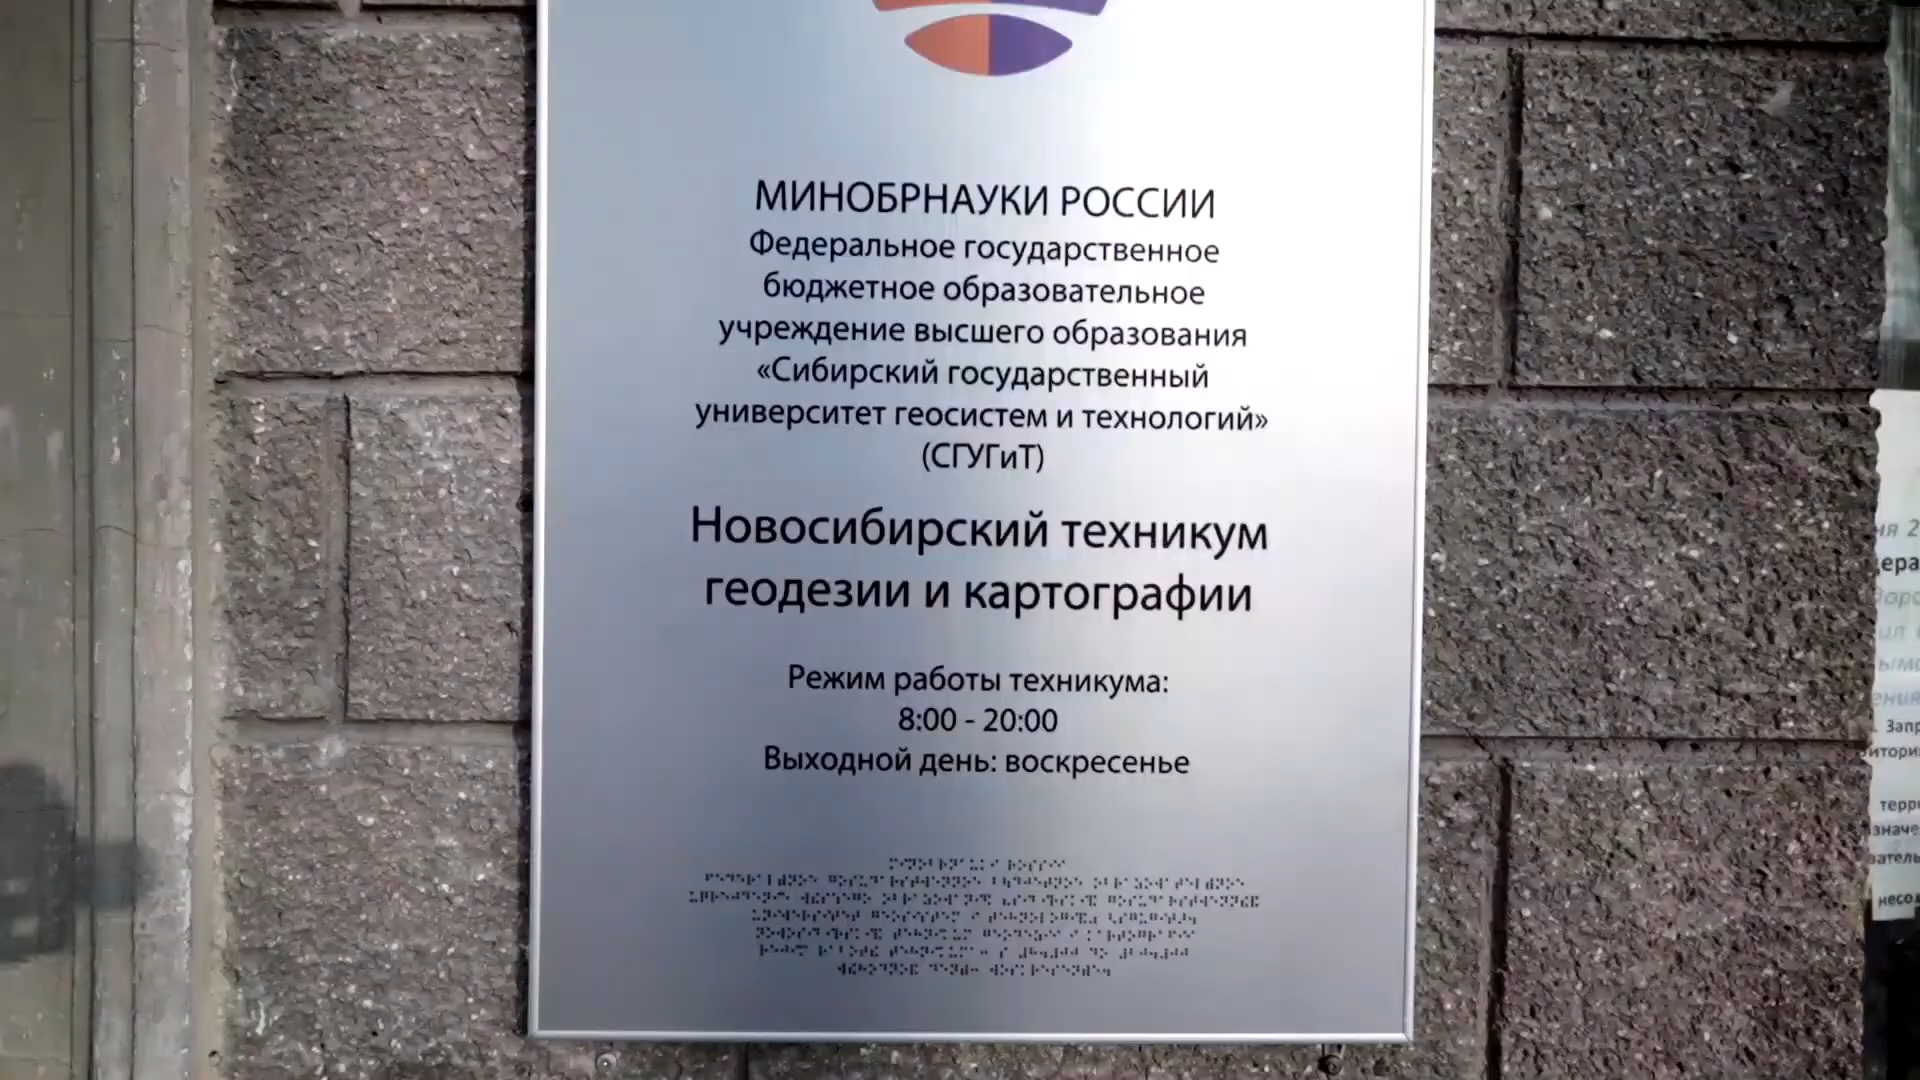 МИНОБРНАУКИ РОССИИ
Федеральное государственное
бюджетное образовательное
учреждение высшего образования
«Сибирский государственный
университет геосистем и технологий»
(СГУГиТ)
Новосибирский техникум
геодезии и картографии
Режим работы техникума:
8:00 - 20:00
Выходной день: воскресенье